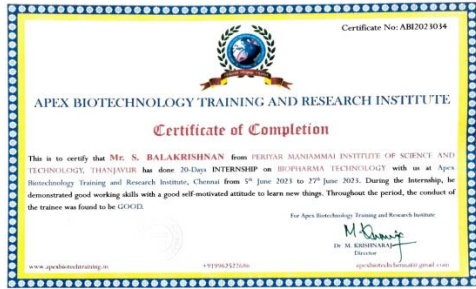 Certificate No: ABI2023034
APEX BIOTECHNOLOGY TRAINING AND RESEARCH INSTITUTE
Certificate of Completion
This is to certify that Mr. S. BALAKRISHNAN from PERIYAR MANIAMMAI INSTITUTE OF SCIENCE AND
TECHNOLOGY, THANJAVUR has done 20-Days INTERNSHIP on BIOPHARMA TECHNOLOGY with us at Apex
Biotechnology Training and Research Institute, Chennai from 5th June 2023 to 27th June 2023. During the Internship, he
demonstrated good working skills with a good self-motivated attitude to learn new things. Throughout the period, the conduct of
the trainee was found to be GOOD.
For Apex Biotechnology Training and Research Institute
Dr M. KRISHNARAJ
Director
www.apexbiotechtraining.in
+919962527686
apexbiotechchennai@gmail.com